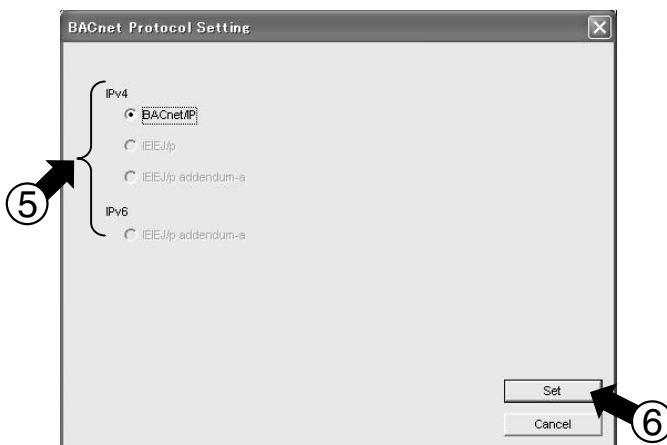 BACnet Protocol Setting
IPv4
BACnet/IP
IEIEJ/p
IEIEJ/p addendum-a
⑤
IPv6
IEIEJ/p addendum-a
Set
⑥
Cancel